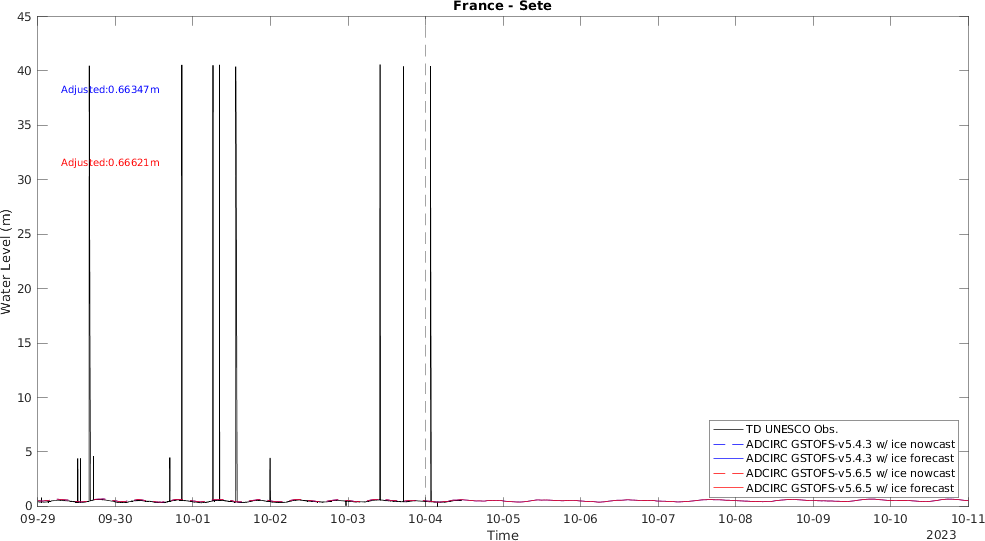 France - Sete
45
40
35
30
25
20
15
10
5
0
Water Level (m)
Adjusted:0.66347m
Adjusted:0.66621m
TD UNESCO Obs.
ADCIRC GSTOFS-v5.4.3 w/ ice nowcast
ADCIRC GSTOFS-v5.4.3 w/ ice forecast
ADCIRC GSTOFS-v5.6.5 w/ ice nowcast
ADCIRC GSTOFS-v5.6.5 w/ ice forecast
09-29 09-30 10-01 10-02 10-03 10-04 10-05 10-06 10-07 10-08 10-09 10-10 10-11
Time
2023